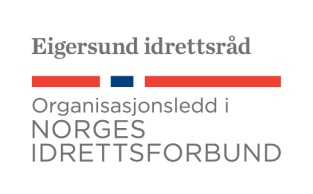 Eigersund idrettsråd
Organisasjonsledd i
NORGES
IDRETTSFORBUND